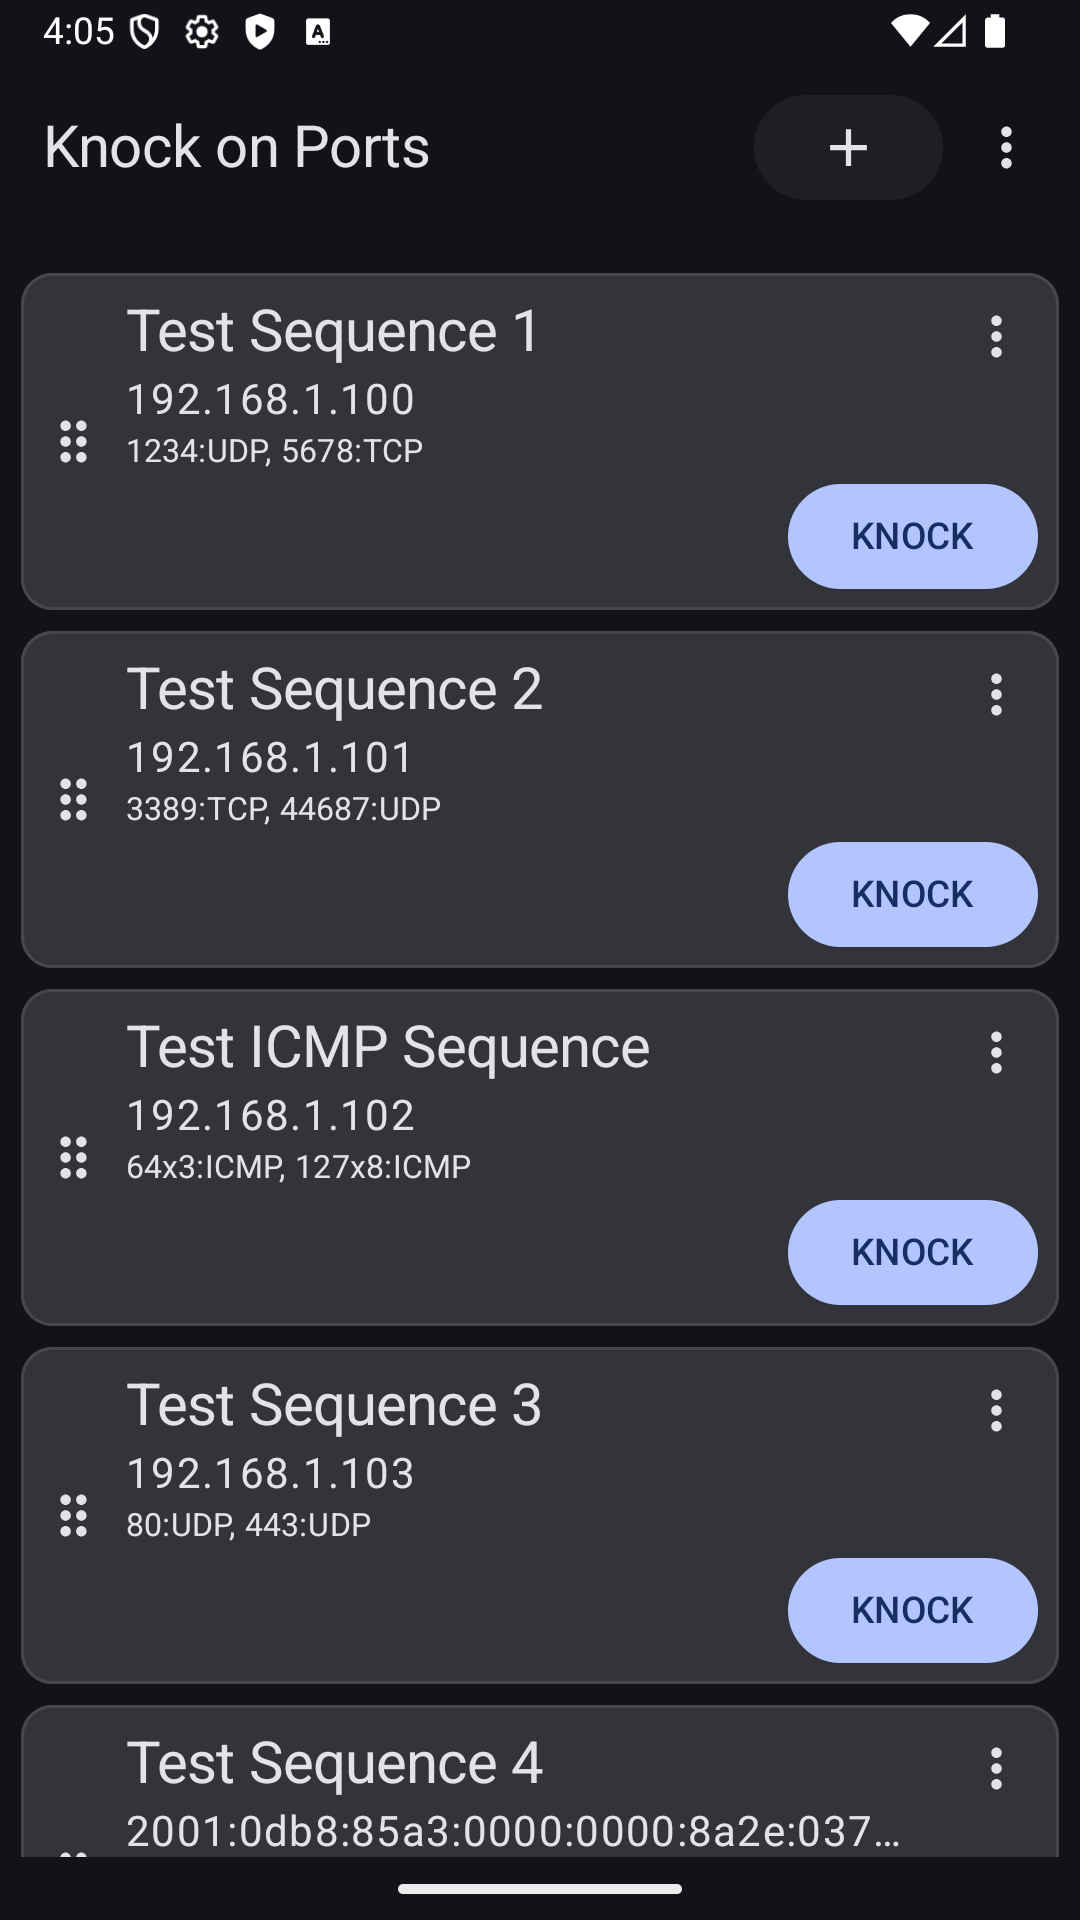 4:05
Knock on Ports
Test Sequence 1
192.168.1.100
1234:UDP, 5678:TCP
KNOCK
Test Sequence 2
192.168.1.101
3389:TCP, 44687:UDP
KNOCK
Test ICMP Sequence
192.168.1.102
64x3:ICMP, 127x8:ICMP
KNOCK
Test Sequence 3
192.168.1.103
80:UDP, 443:UDP
KNOCK
Test Sequence 4
2001:0db8:85a3:0000:0000:8a2e:037…